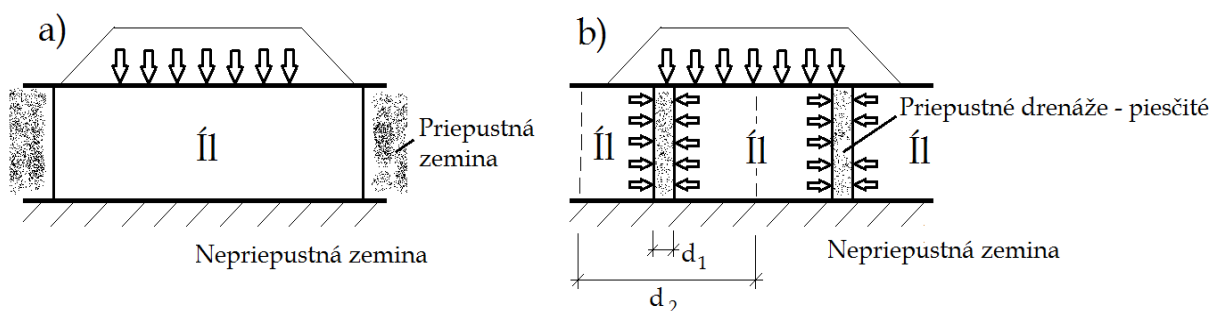 a)
Íl
Priepustná
zemina
Nepriepustná zemina
b)
Priepustné drenáže - piesčité
Íl
Íl
Íl
d1
Nepriepustná zemina
d2